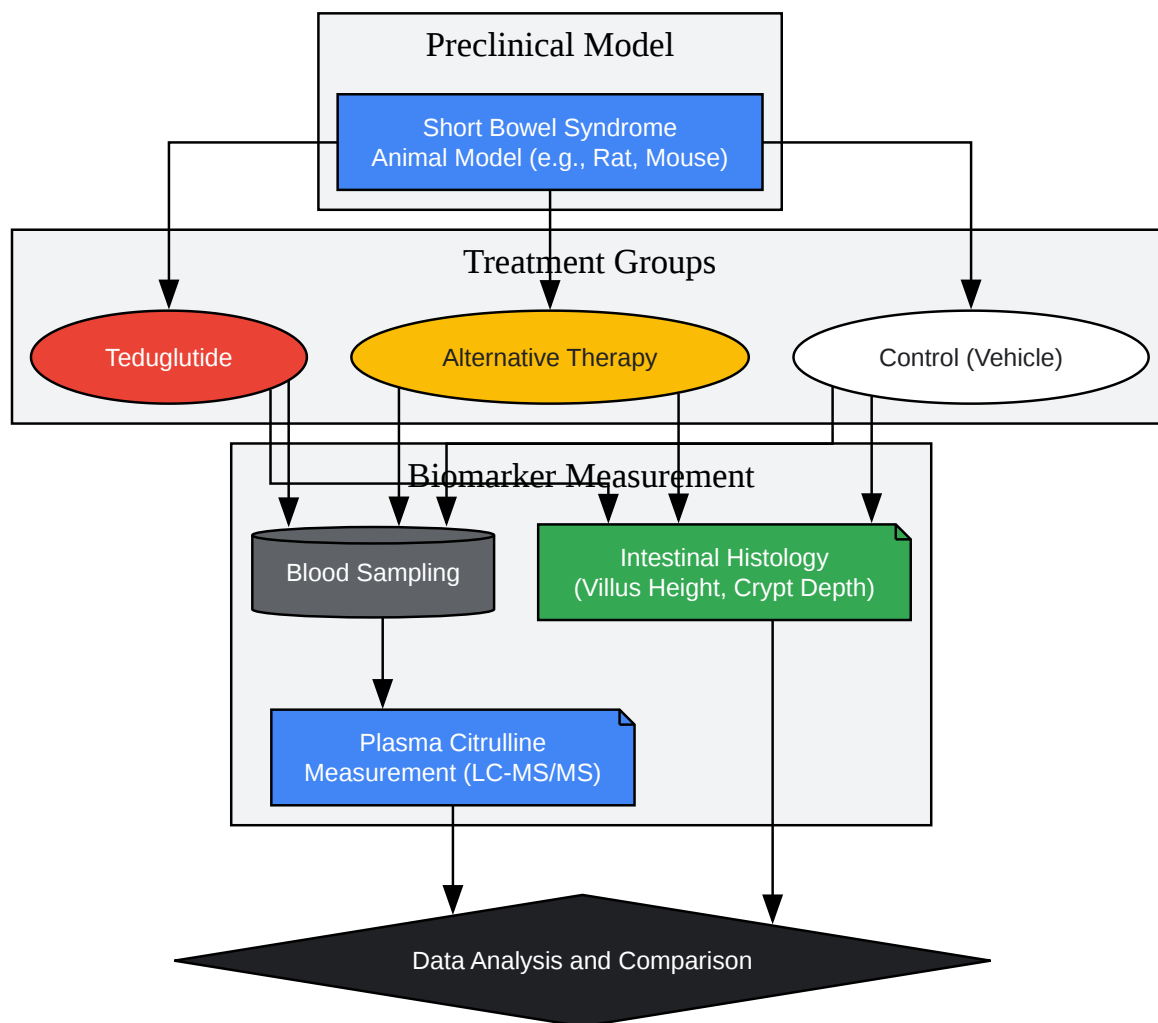 Preclinical Model
Short Bowel Syndrome
Animal Model (e.g., Rat, Mouse)
Treatment Groups
Teduglutide
Alternative Therapy
Control (Vehicle)
Biomarker Measurement
Blood Sampling
Intestinal Histology
(Villus Height, Crypt Depth)
Plasma Citrulline
Measurement (LC-MS/MS)
Data Analysis and Comparison